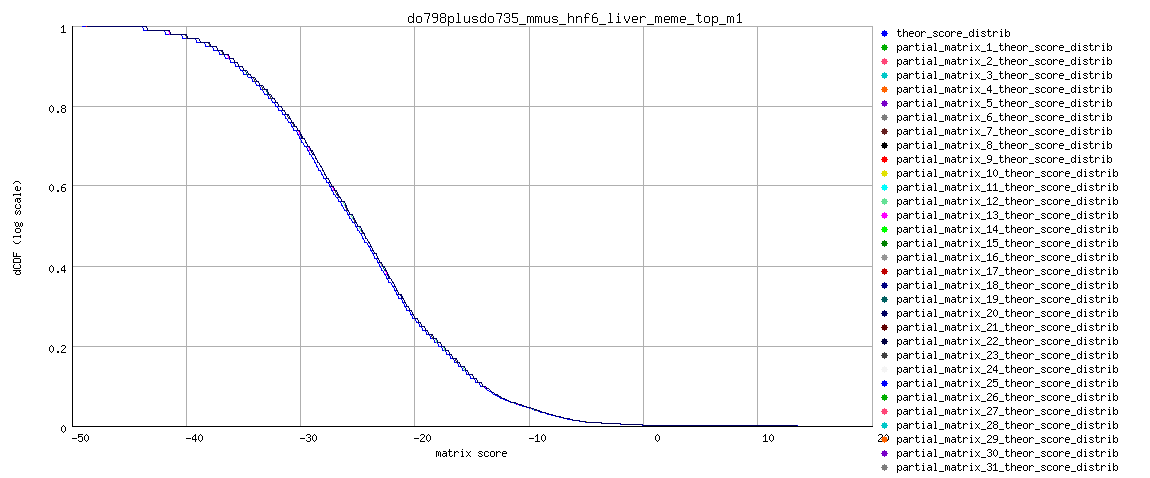 do798plusdo735_mmus_hnf6_liver_meme_top_m1
1
0.8
0.6
0.4
0.2
0
dCDF (log scale)
-50
-40
-30
-20
-10
0
10
20
matrix score
theor_score_distrib
partial_matrix_1_theor_score_distrib
partial_matrix_2_theor_score_distrib
partial_matrix_3_theor_score_distrib
partial_matrix_4_theor_score_distrib
partial_matrix_5_theor_score_distrib
partial_matrix_6_theor_score_distrib
partial_matrix_7_theor_score_distrib
partial_matrix_8_theor_score_distrib
partial_matrix_9_theor_score_distrib
partial_matrix_10_theor_score_distrib
partial_matrix_11_theor_score_distrib
partial_matrix_12_theor_score_distrib
partial_matrix_13_theor_score_distrib
partial_matrix_14_theor_score_distrib
partial_matrix_15_theor_score_distrib
partial_matrix_16_theor_score_distrib
partial_matrix_17_theor_score_distrib
partial_matrix_18_theor_score_distrib
partial_matrix_19_theor_score_distrib
partial_matrix_20_theor_score_distrib
partial_matrix_21_theor_score_distrib
partial_matrix_22_theor_score_distrib
partial_matrix_23_theor_score_distrib
partial_matrix_24_theor_score_distrib
partial_matrix_25_theor_score_distrib
partial_matrix_26_theor_score_distrib
partial_matrix_27_theor_score_distrib
partial_matrix_28_theor_score_distrib
partial_matrix_29_theor_score_distrib
partial_matrix_30_theor_score_distrib
partial_matrix_31_theor_score_distrib